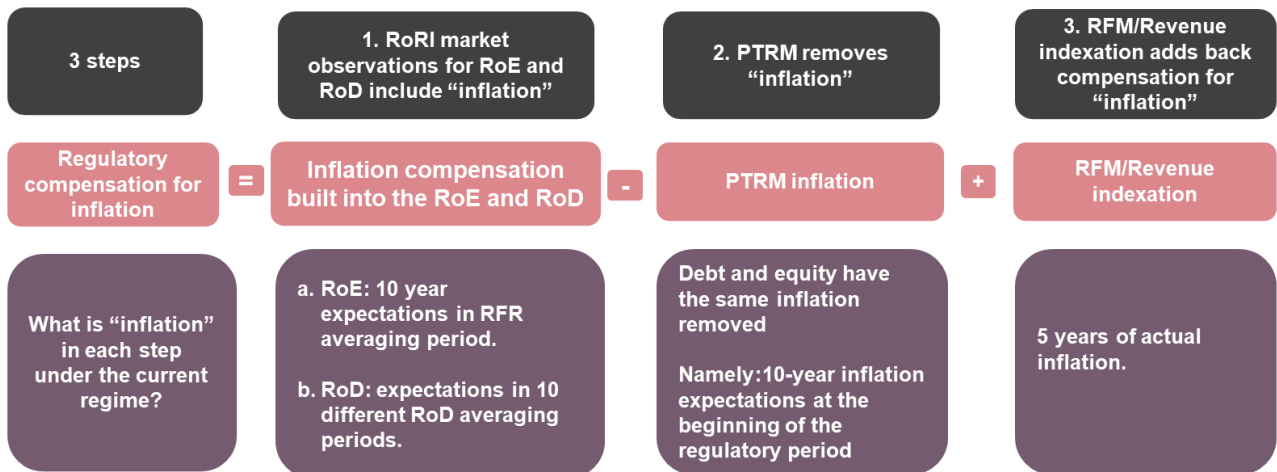 3 steps
1. RoRI market
observations for RoE and
RoD include “inflation”
2. PTRM removes
“inflation”
3. RFM/Revenue
indexation adds back
compensation for
“inflation”
Regulatory
compensation for
inflation
=
Inflation compensation
built into the RoE and RoD
-
PTRM inflation
+
RFM/Revenue
indexation
What is “inflation”
in each step
under the current
regime?
a. RoE: 10 year
expectations in RFR
averaging period.
b. RoD: expectations in 10
different RoD averaging
periods.
Debt and equity have
the same inflation
removed
Namely:10-year inflation
expectations at the
beginning of the
regulatory period
5 years of actual
inflation.